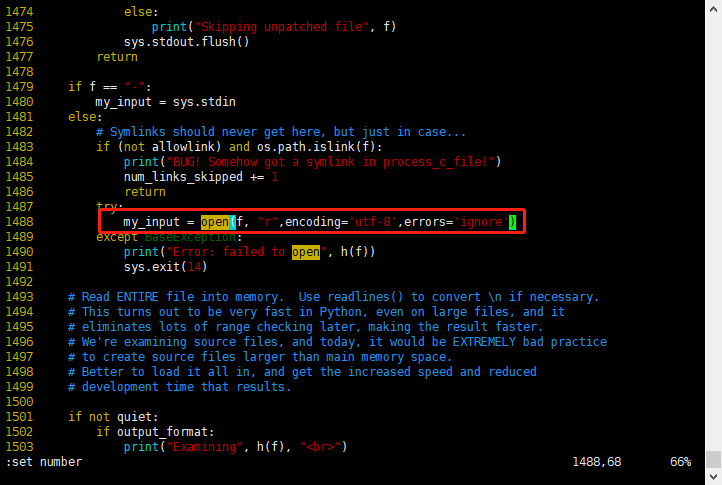 1474             else:
1475                 print("Skipping unpatched file", f)
1476             sys.stdout.flush()
1477         return
1478
1479     if f == "-":
1480         my_input = sys.stdin
1481     else:
1482         # Symlinks should never get here, but just in case...
1483         if (not allowlink) and os.path.islink(f):
1484             print("BUG! Somehow got a symlink in process_c_file!")
1485             num_links_skipped += 1
1486             return
1487         try:
1488             my_input = open(f, "r",encoding='utf-8',errors='ignore')
1489         except BaseException:
1490             print("Error: failed to open", h(f))
1491             sys.exit(14)
1492
1493     # Read ENTIRE file into memory.  Use readlines() to convert \n if necessary.
1494     # This turns out to be very fast in Python, even on large files, and it
1495     # eliminates lots of range checking later, making the result faster.
1496     # We're examining source files, and today, it would be EXTREMELY bad practice
1497     # to create source files larger than main memory space.
1498     # Better to load it all in, and get the increased speed and reduced
1499     # development time that results.
1500
1501     if not quiet:
1502         if output_format:
1503             print("Examining", h(f), "<br>")
:set number 1488,68 66%